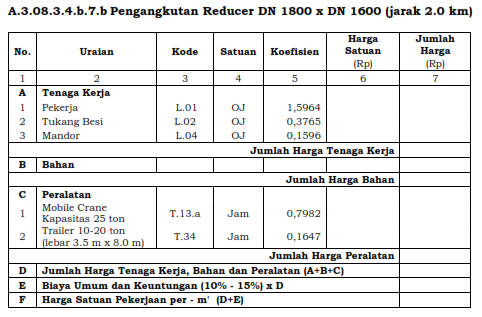 A.3.08.3.4.b.7.b Pengangkutan Reducer DN 1800 x DN 1600 (jarak 2.0 km)
No. Uraian Kode Satuan Koefisien Harga Satuan (Rp) Jumlah Harga (Rp)
1 2 3 4 5 6 7
A Tenaga Kerja
1 Pekerja L.01 OJ 1,5964
2 Tukang Besi L.02 OJ 0,3765
3 Mandor L.04 OJ 0,1596
Jumlah Harga Tenaga Kerja
B Bahan
Jumlah Harga Bahan
C Peralatan
1 Mobile Crane Kapasitas 25 ton T.13.a Jam 0,7982
2 Trailer 10-20 ton (lebar 3.5 m x 8.0 m) T.34 Jam 0,1647
Jumlah Harga Peralatan
D Jumlah Harga Tenaga Kerja, Bahan dan Peralatan (A+B+C)
E Biaya Umum dan Keuntungan (10% - 15%) x D
F Harga Satuan Pekerjaan per - m' (D+E)